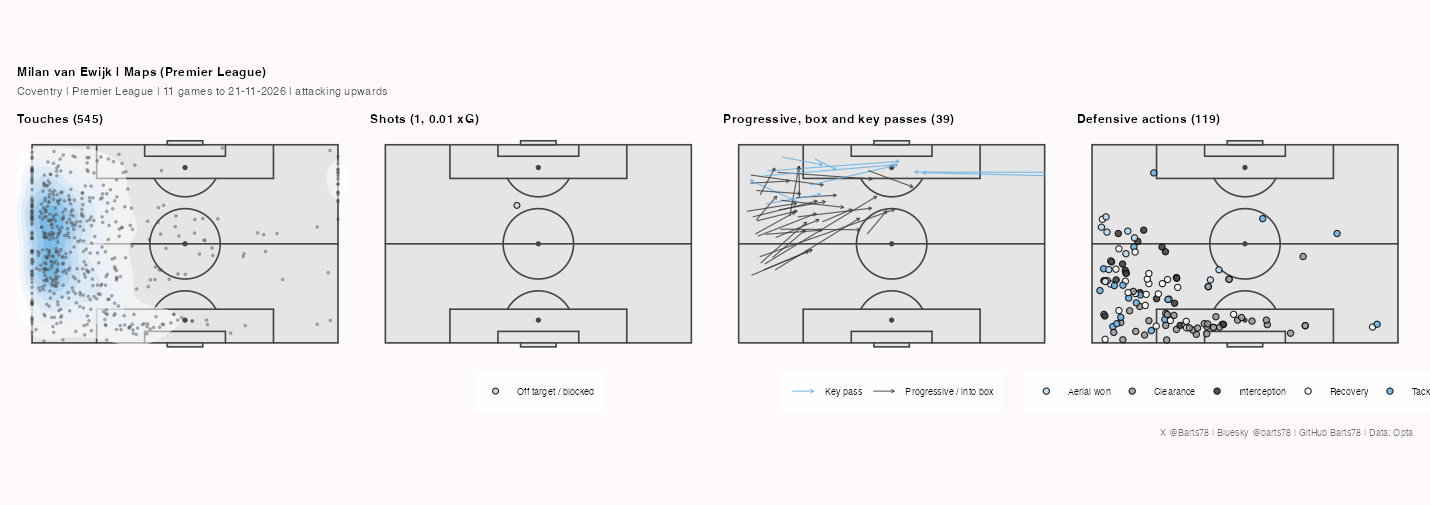 Milan van Ewijk | Maps (Premier League)
Coventry | Premier League | 11 games to 21-11-2026 | attacking upwards
Touches (545)
Shots (1, 0.01 xG)
Progressive, box and key passes (39)
Defensive actions (119)
Off target / blocked
Key pass
Progressive / into box
Aerial won
Clearance
Interception
Recovery
Tack
X @Barts78 | Bluesky @barts78 | GitHub Barts78 | Data: Opta